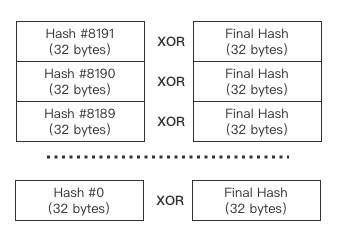 Hash #8191
(32 bytes)
XOR
Final Hash
(32 bytes)
Hash #8190
(32 bytes)
XOR
Final Hash
(32 bytes)
Hash #8189
(32 bytes)
XOR
Final Hash
(32 bytes)
Hash #0
(32 bytes)
XOR
Final Hash
(32 bytes)